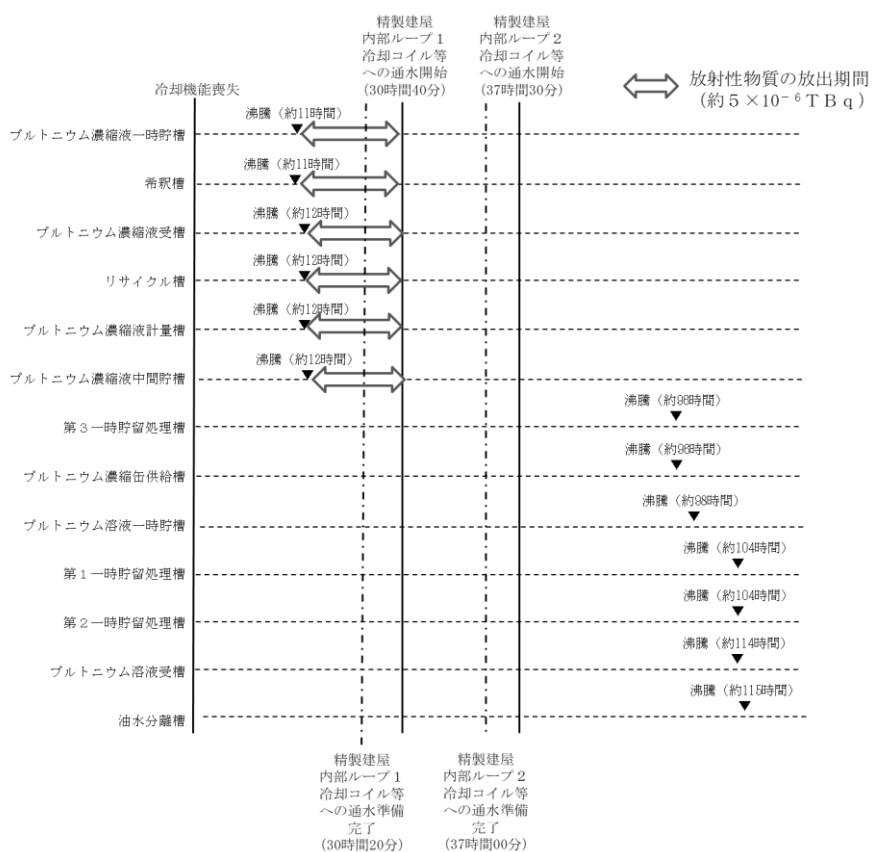 精製建屋
内部ループ１
冷却コイル等
への通水開始
(30時間40分)
精製建屋
内部ループ２
冷却コイル等
への通水開始
(37時間30分)
放射性物質の放出期間
(約５×10⁻⁶ＴＢｑ)
冷却機能喪失
沸騰（約11時間）
プルトニウム濃縮液一時貯槽
沸騰（約11時間）
希釈槽
沸騰（約12時間）
プルトニウム濃縮液受槽
沸騰（約12時間）
リサイクル槽
沸騰（約12時間）
プルトニウム濃縮液計量槽
沸騰（約12時間）
プルトニウム濃縮液中間貯槽
沸騰（約96時間）
第３一時貯留処理槽
沸騰（約96時間）
プルトニウム濃縮缶供給槽
沸騰（約98時間）
プルトニウム溶液一時貯槽
沸騰（約104時間）
第１一時貯留処理槽
沸騰（約104時間）
第２一時貯留処理槽
沸騰（約114時間）
プルトニウム溶液受槽
沸騰（約115時間）
油水分離槽
精製建屋
内部ループ１
冷却コイル等
への通水準備
完了
(30時間20分)
精製建屋
内部ループ２
冷却コイル等
への通水準備
完了
(37時間00分)